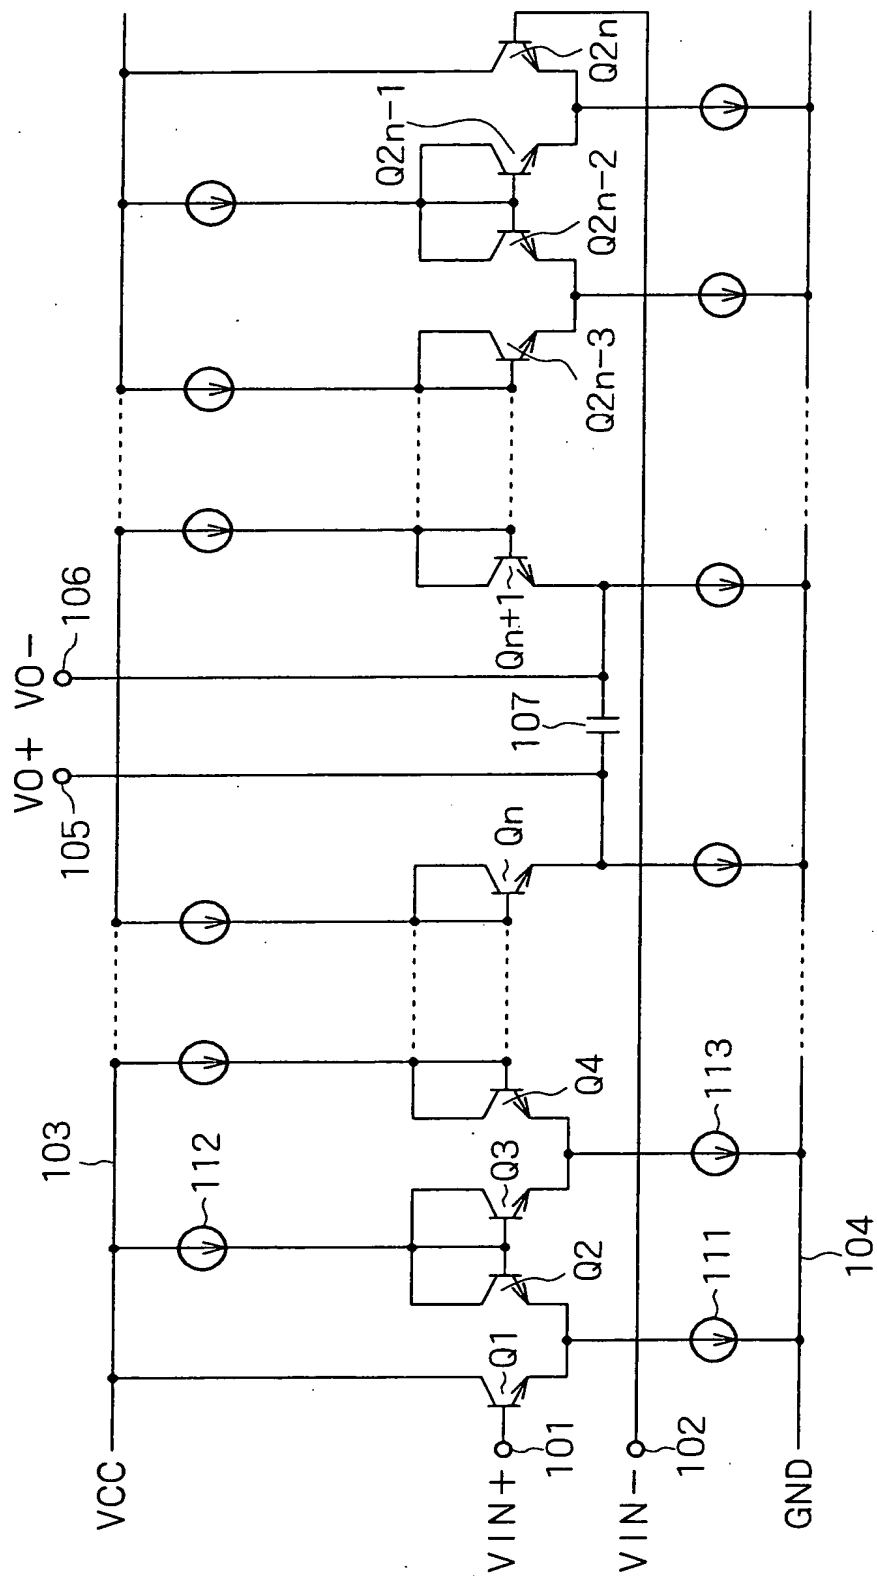 VO+ VO−
105
106
VCC
103
112
Q1
Q2
Q3
Q4
Qn
107
Qn+1
Q2n−3
Q2n−2
Q2n−1
Q2n
VIN+
101
VIN−
102
111
113
GND
104